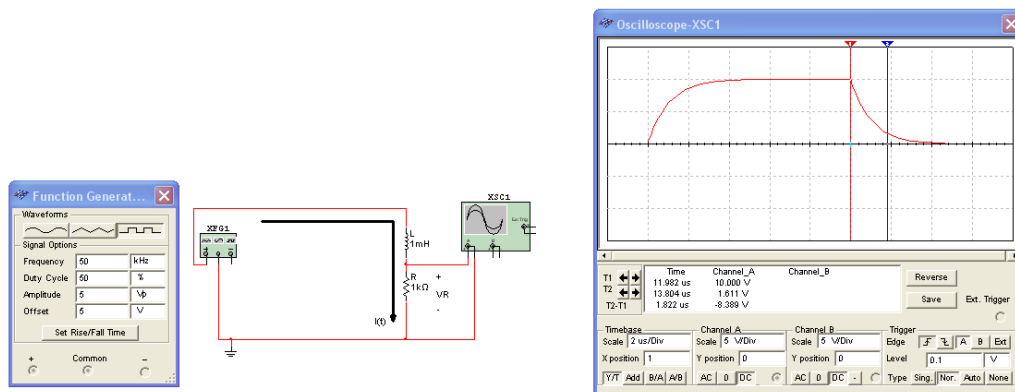 Oscilloscope-XSC1
1
2
Function Generat...
Waveforms
Signal Options
Frequency 50 kHz
Duty Cycle 50 %
Amplitude 5 Vp
Offset 5 V
Set Rise/Fall Time
+ Common -
XFG1
L
1mH
R
1kΩ
+
VR
-
I(t)
XSC1
Ext Trig
A B
Time Channel_A Channel_B
T1 11.982 us 10.000 V
T2 13.804 us 1.611 V
T2-T1 1.822 us -8.389 V
Reverse
Save
Ext. Trigger
Timebase
Scale 2 us/Div
X position 1
Y/T Add B/A A/B
Channel A
Scale 5 V/Div
Y position 0
AC 0 DC
Channel B
Scale 5 V/Div
Y position 0
AC 0 DC -
Trigger
Edge A B Ext
Level 0.1 V
Type Sing. Nor. Auto None